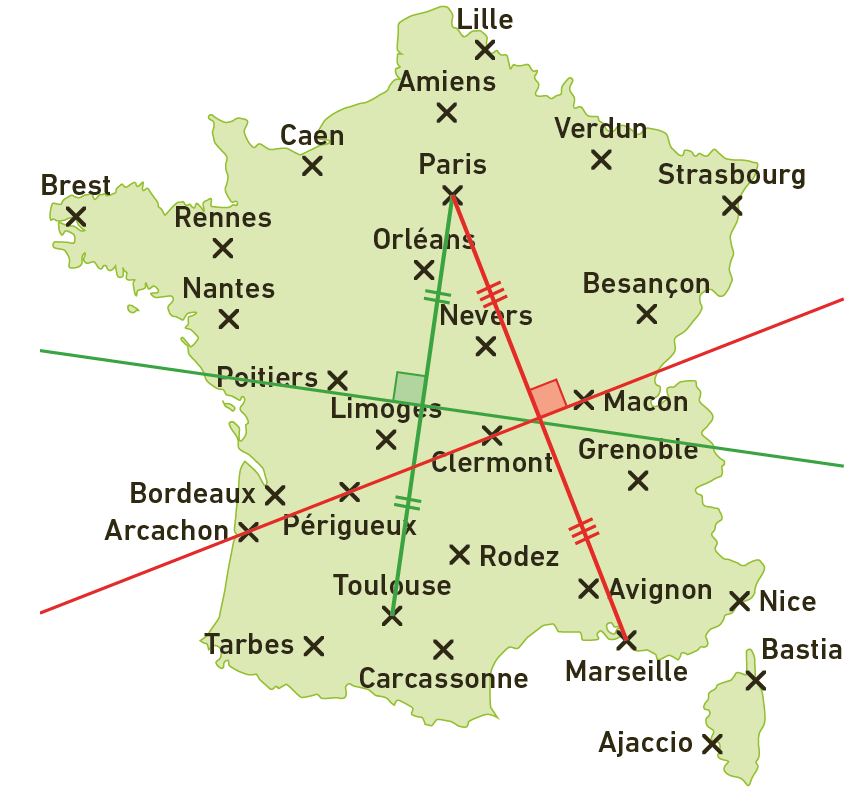 Lille
Amiens
Verdun
Caen
Paris
Strasbourg
Brest
Rennes
Orléans
Besançon
Nantes
Nevers
Poitiers
Macon
Limoges
Grenoble
Clermont
Bordeaux
Périgueux
Arcachon
Rodez
Toulouse
Avignon
Nice
Tarbes
Bastia
Marseille
Carcassonne
Ajaccio